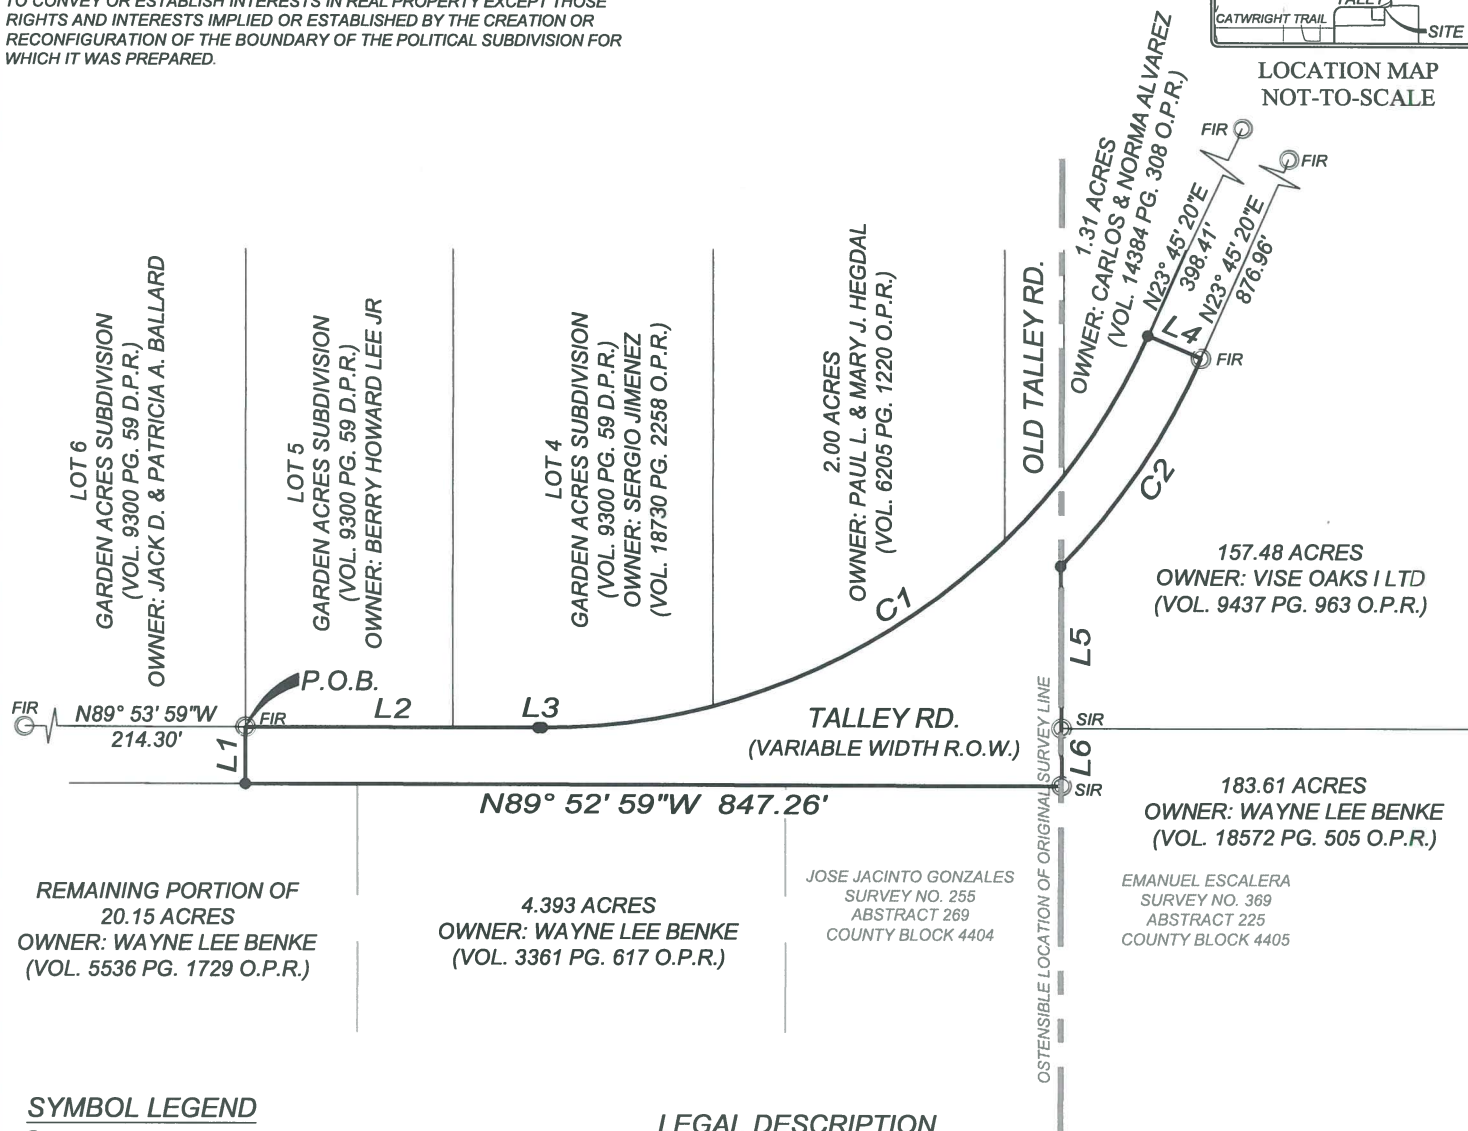 TO CONVEY OR ESTABLISH INTERESTS IN REAL PROPERTY EXCEPT THOSE
RIGHTS AND INTERESTS IMPLIED OR ESTABLISHED BY THE CREATION OR
RECONFIGURATION OF THE BOUNDARY OF THE POLITICAL SUBDIVISION FOR
WHICH IT WAS PREPARED.
TALLEY
CATWRIGHT TRAIL
SITE
LOCATION MAP
NOT-TO-SCALE
FIR
FIR
N23° 45' 20"E
398.41'
N23° 45' 20"E
876.96'
1.31 ACRES
OWNER: CARLOS & NORMA ALVAREZ
(VOL. 14384 PG. 308 O.P.R.)
L4
FIR
OLD TALLEY RD.
LOT 6
GARDEN ACRES SUBDIVISION
(VOL. 9300 PG. 59 D.P.R.)
OWNER: JACK D. & PATRICIA A. BALLARD
LOT 5
GARDEN ACRES SUBDIVISION
(VOL. 9300 PG. 59 D.P.R.)
OWNER: BERRY HOWARD LEE JR
LOT 4
GARDEN ACRES SUBDIVISION
(VOL. 9300 PG. 59 D.P.R.)
OWNER: SERGIO JIMENEZ
(VOL. 18730 PG. 2258 O.P.R.)
2.00 ACRES
OWNER: PAUL L. & MARY J. HEGDAL
(VOL. 6205 PG. 1220 O.P.R.)
C1
C2
157.48 ACRES
OWNER: VISE OAKS I LTD
(VOL. 9437 PG. 963 O.P.R.)
L5
P.O.B.
FIR
N89° 53' 59"W
214.30'
FIR
L1
L2
L3
TALLEY RD.
(VARIABLE WIDTH R.O.W.)
SIR
L6
SIR
N89° 52' 59"W 847.26'
OSTENSIBLE LOCATION OF ORIGINAL SURVEY LINE
183.61 ACRES
OWNER: WAYNE LEE BENKE
(VOL. 18572 PG. 505 O.P.R.)
REMAINING PORTION OF
20.15 ACRES
OWNER: WAYNE LEE BENKE
(VOL. 5536 PG. 1729 O.P.R.)
4.393 ACRES
OWNER: WAYNE LEE BENKE
(VOL. 3361 PG. 617 O.P.R.)
JOSE JACINTO GONZALES
SURVEY NO. 255
ABSTRACT 269
COUNTY BLOCK 4404
EMANUEL ESCALERA
SURVEY NO. 369
ABSTRACT 225
COUNTY BLOCK 4405
SYMBOL LEGEND
LEGAL DESCRIPTION